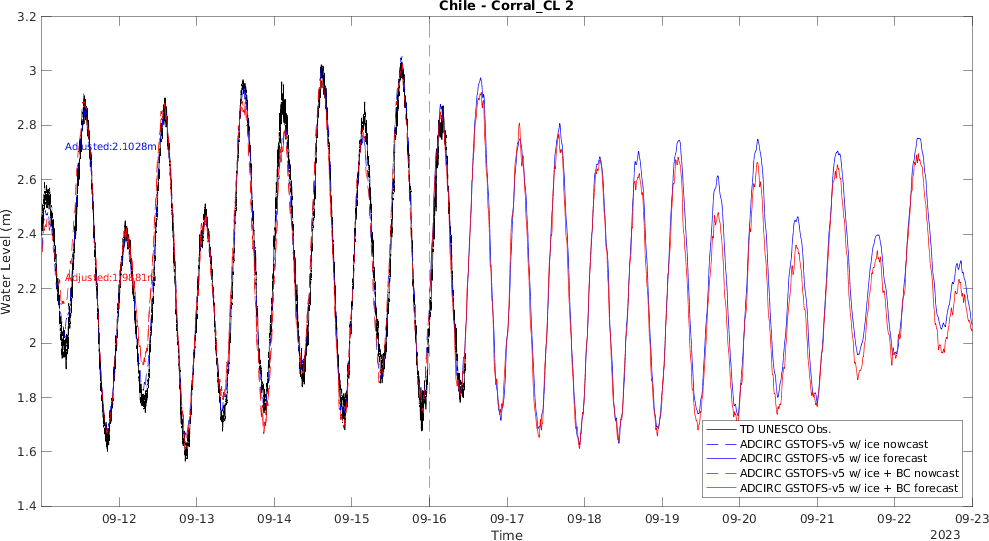 Chile - Corral_CL 2
Water Level (m)
3.2
3
2.8
2.6
2.4
2.2
2
1.8
1.6
1.4
Adjusted:2.1028m
TD UNESCO Obs.
ADCIRC GSTOFS-v5 w/ ice nowcast
ADCIRC GSTOFS-v5 w/ ice forecast
ADCIRC GSTOFS-v5 w/ ice + BC nowcast
ADCIRC GSTOFS-v5 w/ ice + BC forecast
09-12 09-13 09-14 09-15 09-16 09-17 09-18 09-19 09-20 09-21 09-22 09-23
Time
2023